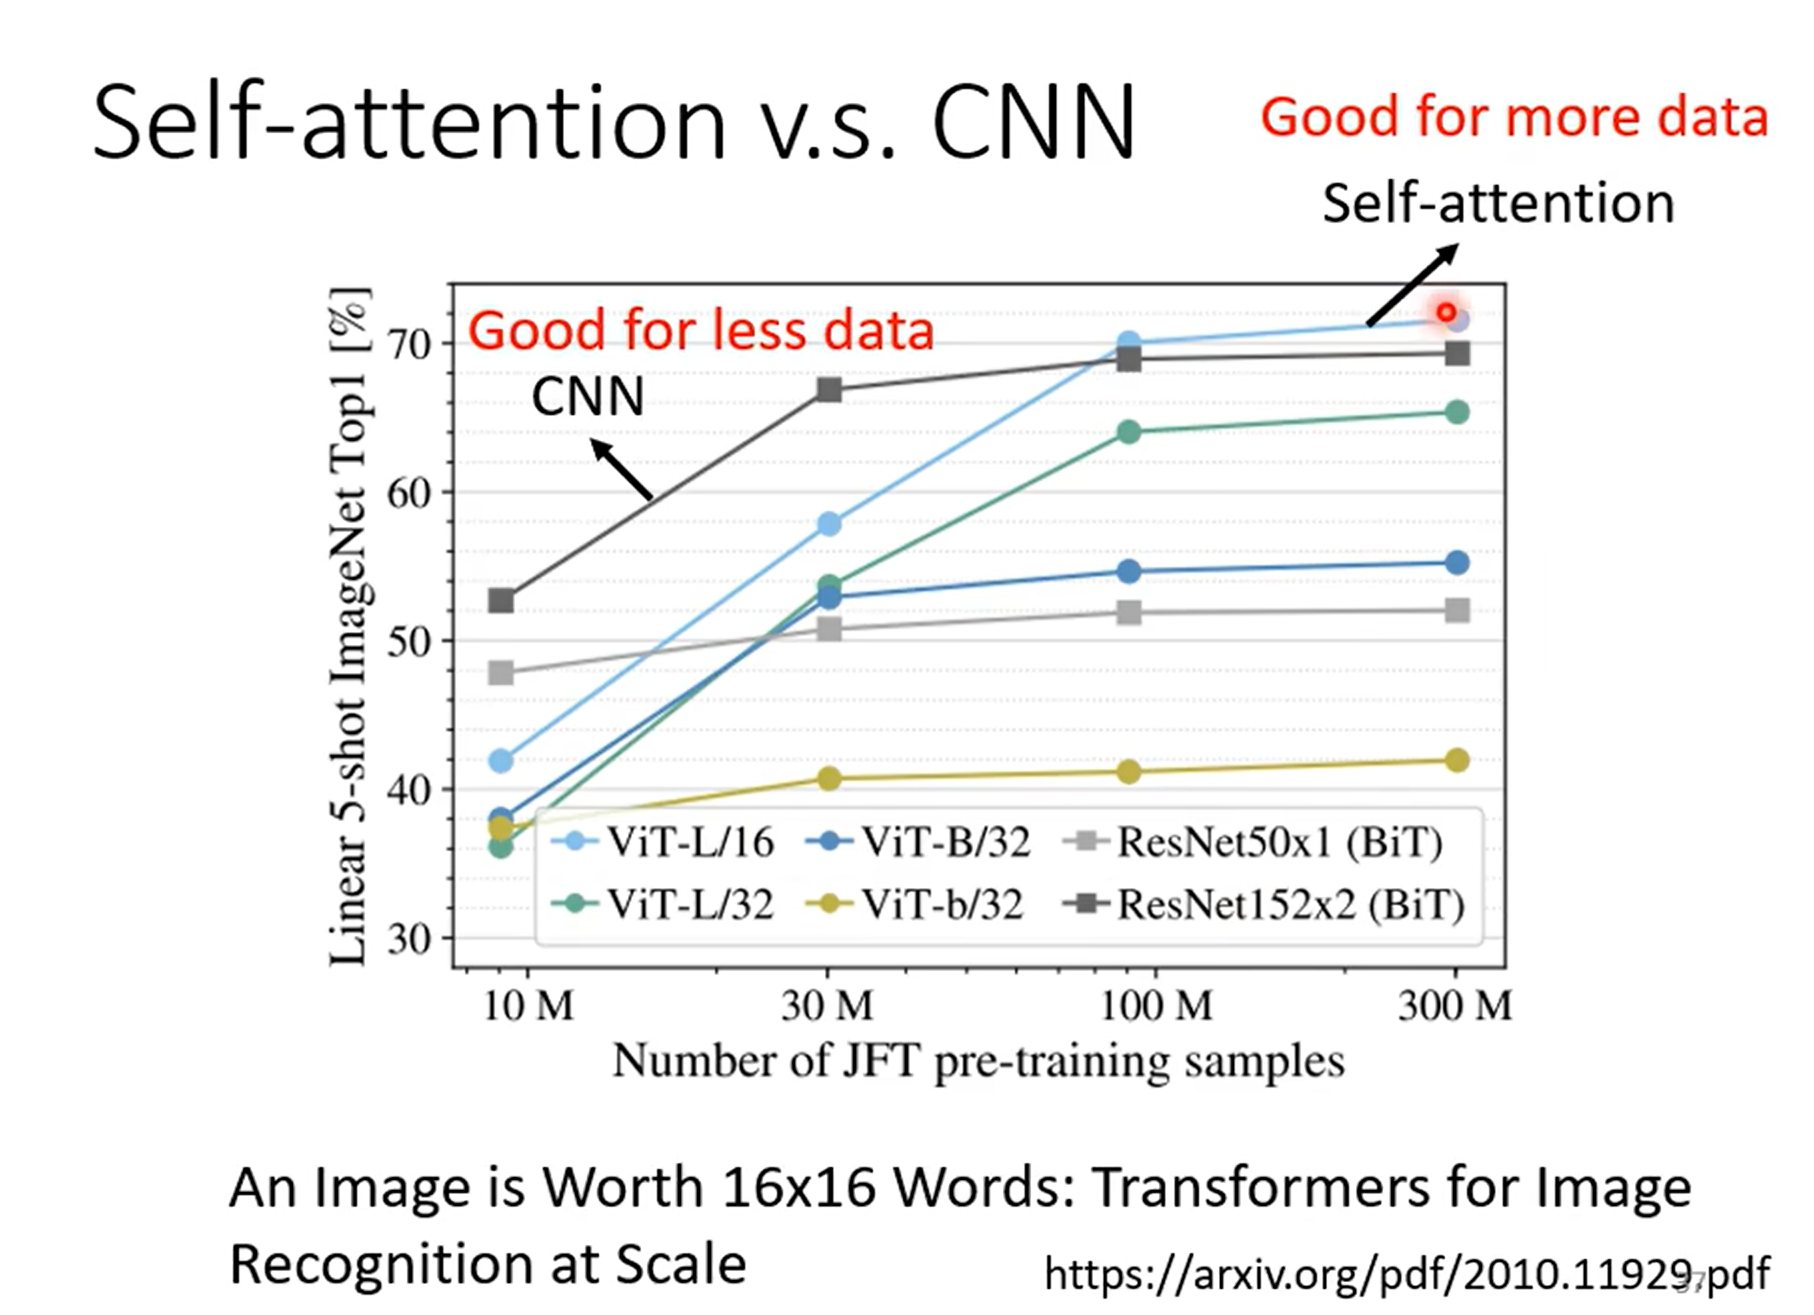 Self-attention v.s. CNN
Good for more data
Self-attention
Good for less data
CNN
Linear 5-shot ImageNet Top1 [%]
70
60
50
40
30
ViT-L/16 ViT-B/32 ResNet50x1 (BiT)
ViT-L/32 ViT-b/32 ResNet152x2 (BiT)
10 M 30 M 100 M 300 M
Number of JFT pre-training samples
An Image is Worth 16x16 Words: Transformers for Image
Recognition at Scale
https://arxiv.org/pdf/2010.11929.pdf
37